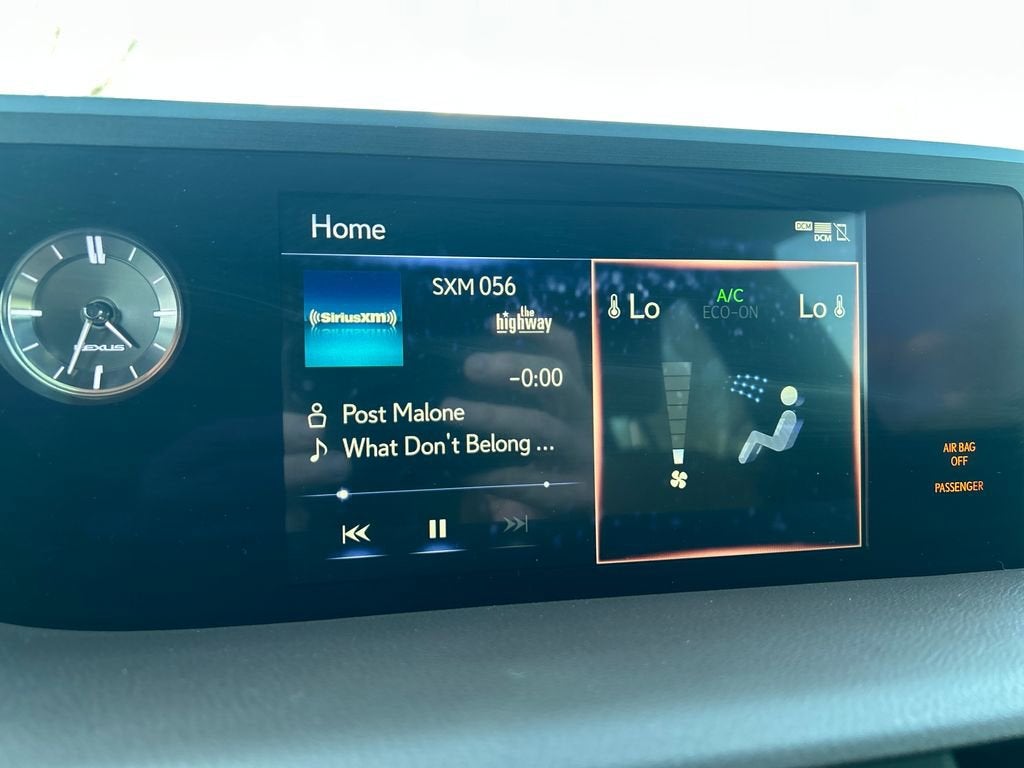 Home
DCM
DCM
LEXUS
SXM 056
((SiriusXM))
the
highway
-0:00
Post Malone
What Don't Belong ...
Lo
A/C
ECO-ON
Lo
AIR BAG
OFF
PASSENGER